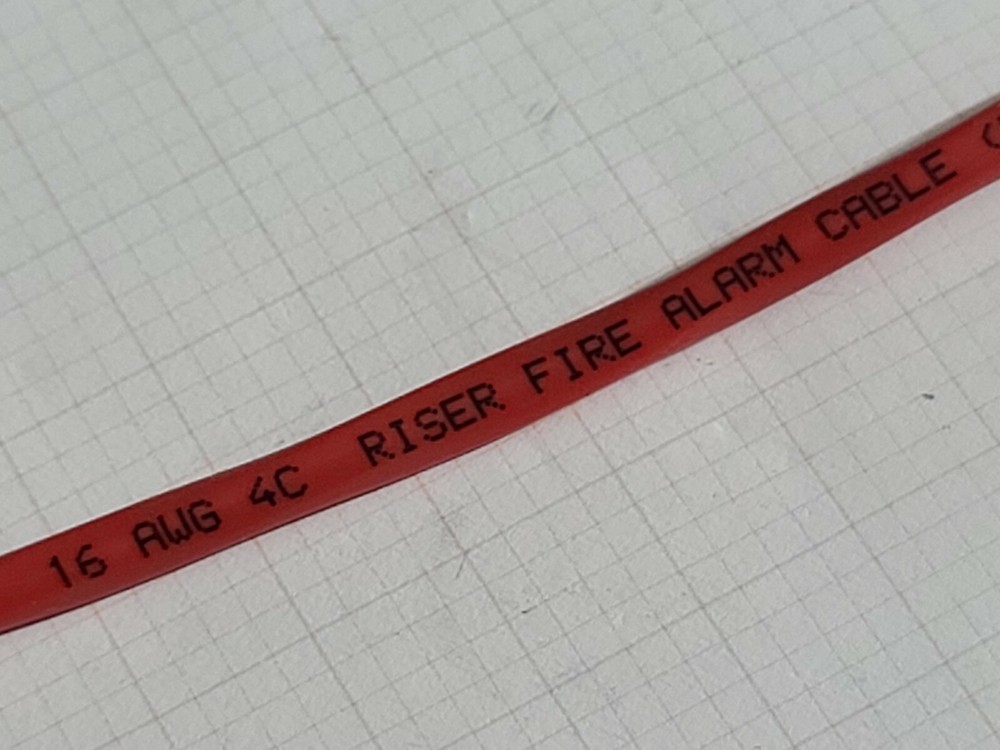 16 AWG 4C RISER FIRE ALARM CABLE